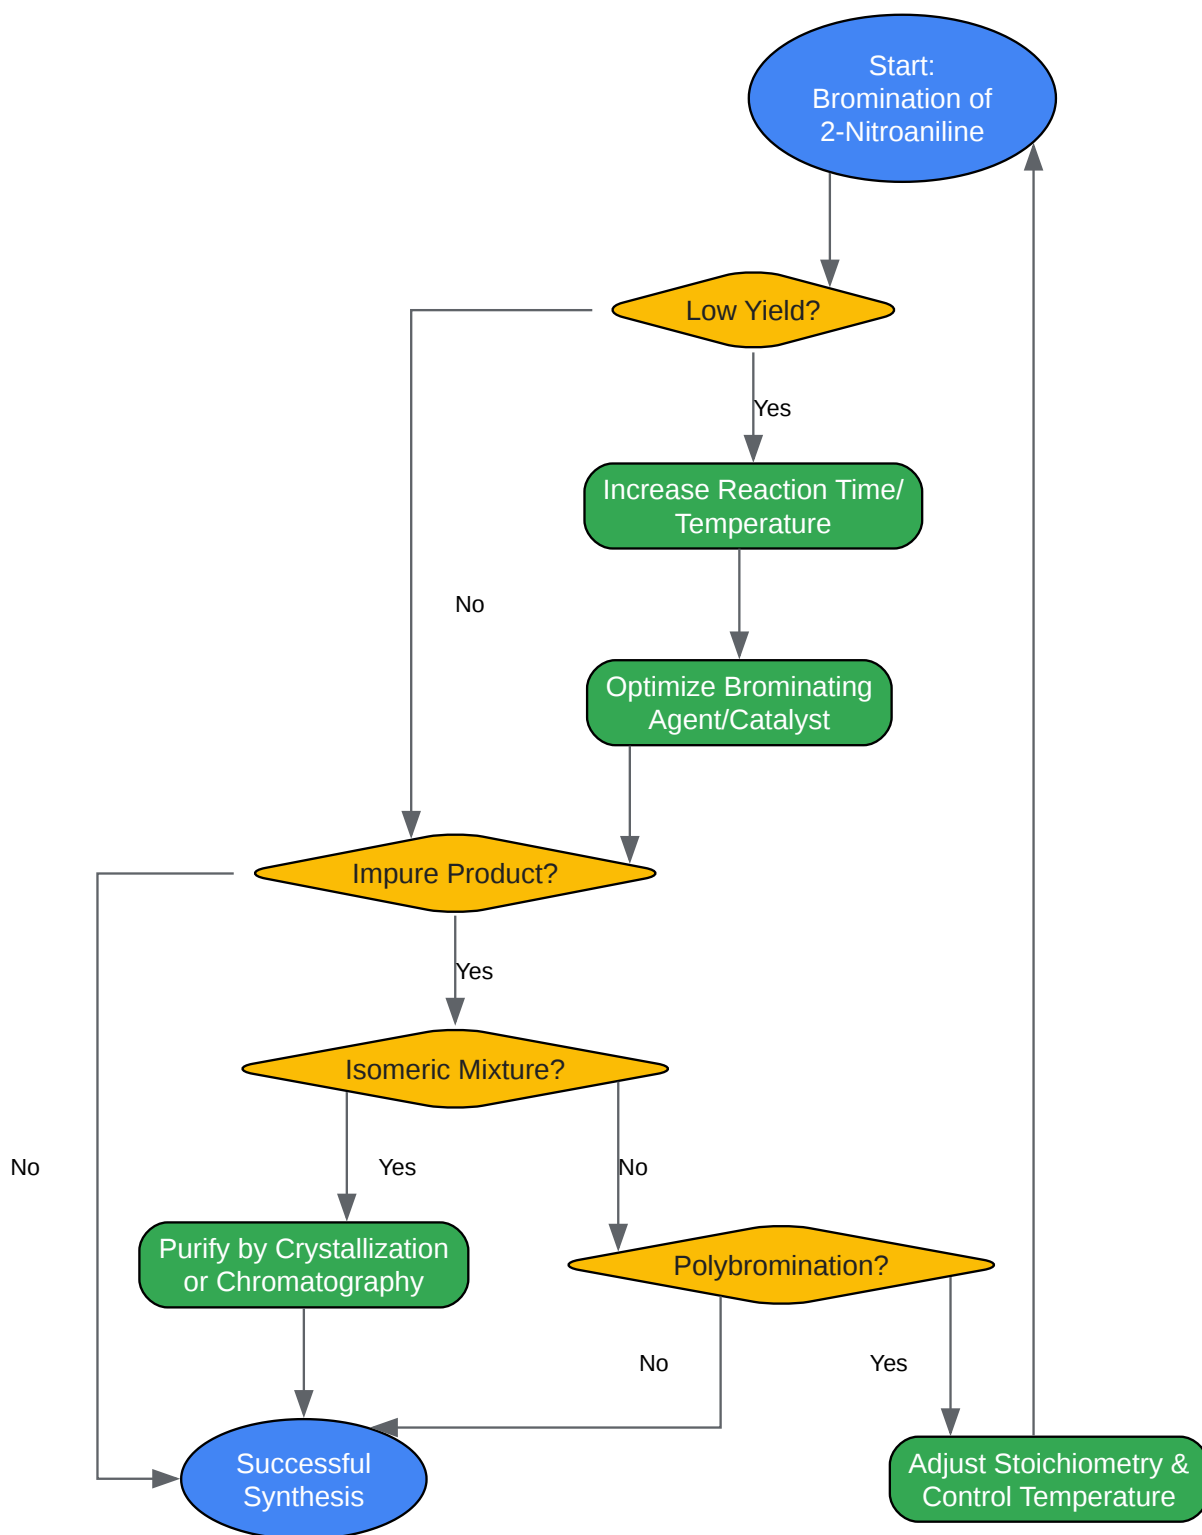 Start:
Bromination of
2-Nitroaniline
Low Yield?
Yes
Increase Reaction Time/
Temperature
No
Optimize Brominating
Agent/Catalyst
Impure Product?
Yes
Isomeric Mixture?
No
Yes
No
Purify by Crystallization
or Chromatography
Polybromination?
No
Yes
Successful
Synthesis
Adjust Stoichiometry &
Control Temperature